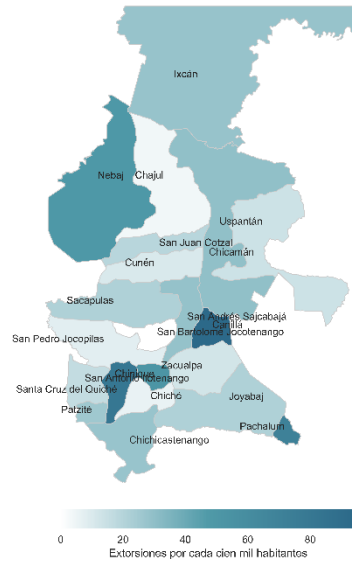 Ixcán
Nebaj
Chajul
Uspantán
San Juan Cotzal
Chicamán
Cunén
Sacapulas
San Andrés Sajcabajá
Canillá
San Bartolomé Jocotenango
San Pedro Jocopilas
Zacualpa
Chinique
San Antonio Ilotenango
Santa Cruz del Quiché
Chiché
Joyabaj
Patzité
Pachalum
Chichicastenango
0 20 40 60 80
Extorsiones por cada cien mil habitantes